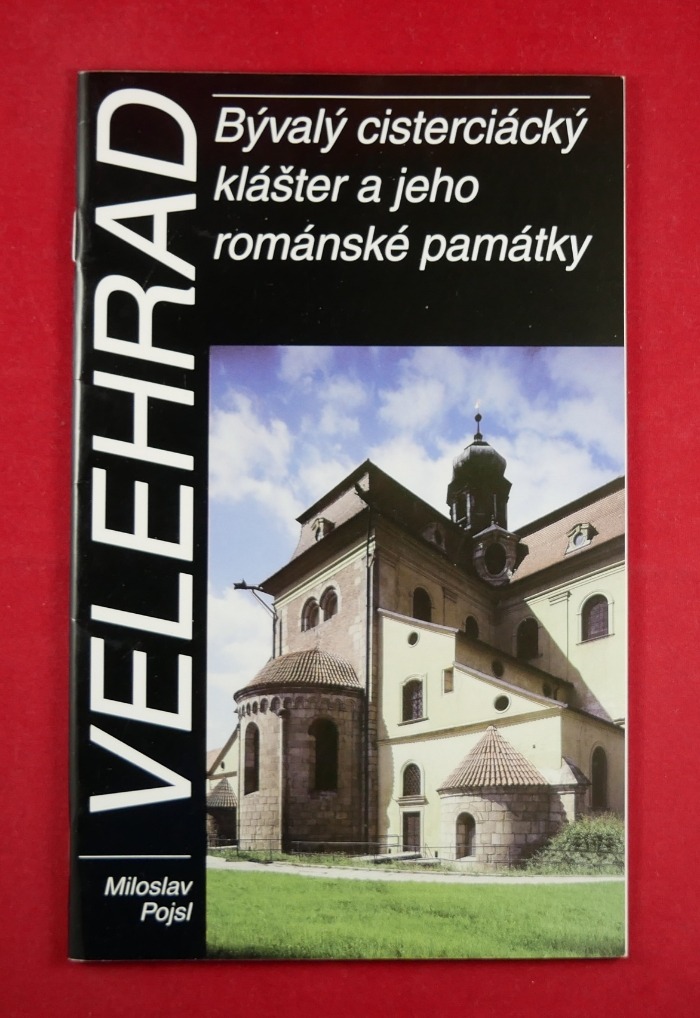 VELEHRAD
Bývalý cisterciácký
klášter a jeho
románské památky
Miloslav
Pojsl